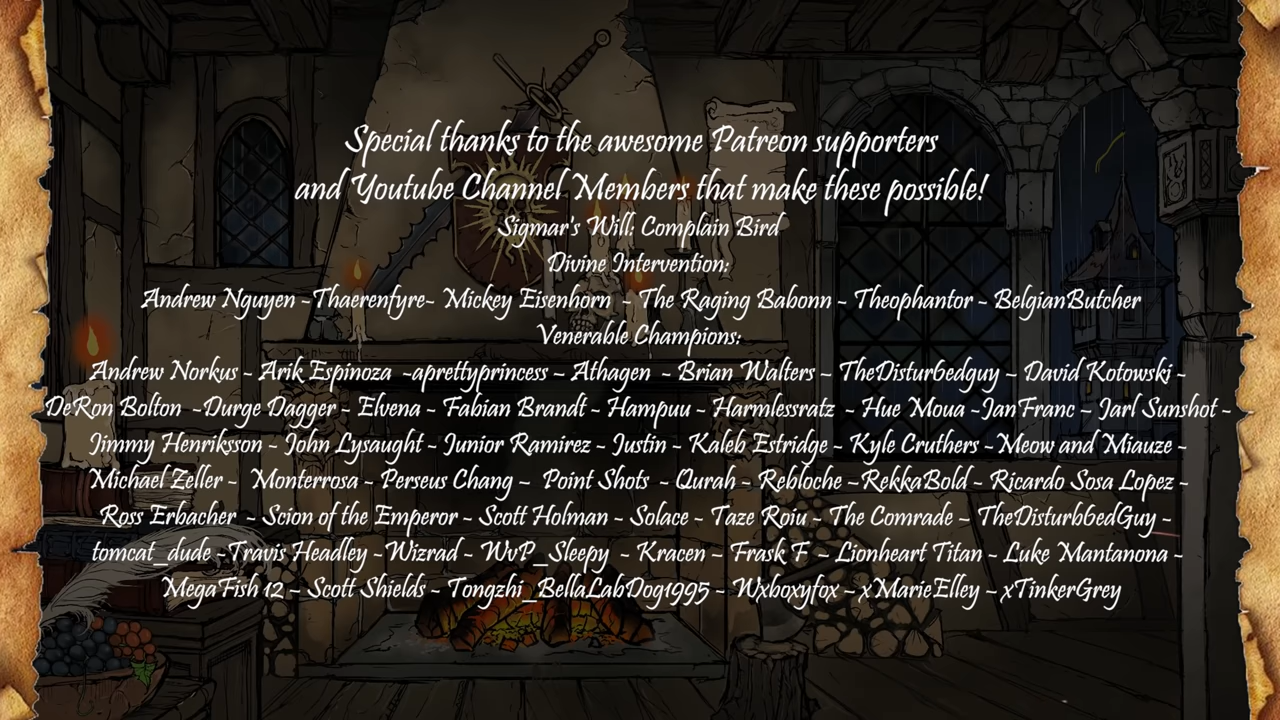 Special thanks to the awesome Patreon supporters
and Youtube Channel Members that make these possible!
Sigmar's Will: Complain Bird
Divine Intervention:
Andrew Nguyen ~Thaerenfyre~ Mickey Eisenhorn ~ The Raging Babonn ~ Theophantor ~ BelgianButcher
Venerable Champions:
Andrew Norkus ~ Arik Espinoza ~aprettyprincess ~ Athagen ~ Brian Walters ~ TheDistur6edguy ~ David Kotowski ~
DeRon Bolton ~Durge Dagger ~ Elvena ~ Fabian Brandt ~ Hampuu ~ Harmlessratz ~ Hue Moua ~JanFranc ~ Jarl Sunshot ~
Jimmy Henriksson ~ John Lysaught ~ Junior Ramirez ~ Justin ~ Kaleb Estridge ~ Kyle Cruthers ~Meow and Miauze ~
Michael Zeller ~ Monterrosa ~ Perseus Chang ~ Point Shots ~ Qurah ~ Rebloche ~RekkaBold ~ Ricardo Sosa Lopez ~
Ross Erbacher ~ Scion of the Emperor ~ Scott Holman ~ Solace ~ Taze Roiu ~ The Comrade ~ TheDisturb6edGuy ~
tomcat_dude ~Travis Headley ~Wizrad ~ WvP_Sleepy ~ Kracen ~ Frask F ~ Lionheart Titan ~ Luke Mantanona ~
MegaFish 12 ~ Scott Shields ~ Tongzhi_BellaLabDog1995 ~ Wxboxyfox ~ xMarieElley ~ xTinkerGrey